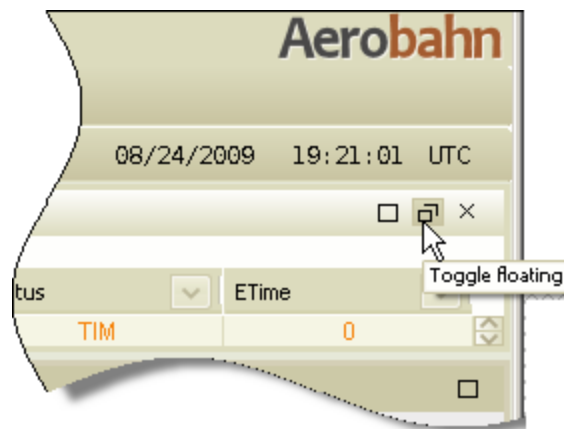 Aerobahn
08/24/2009 19:21:01 UTC
Toggle floating
tus ETime
TIM 0